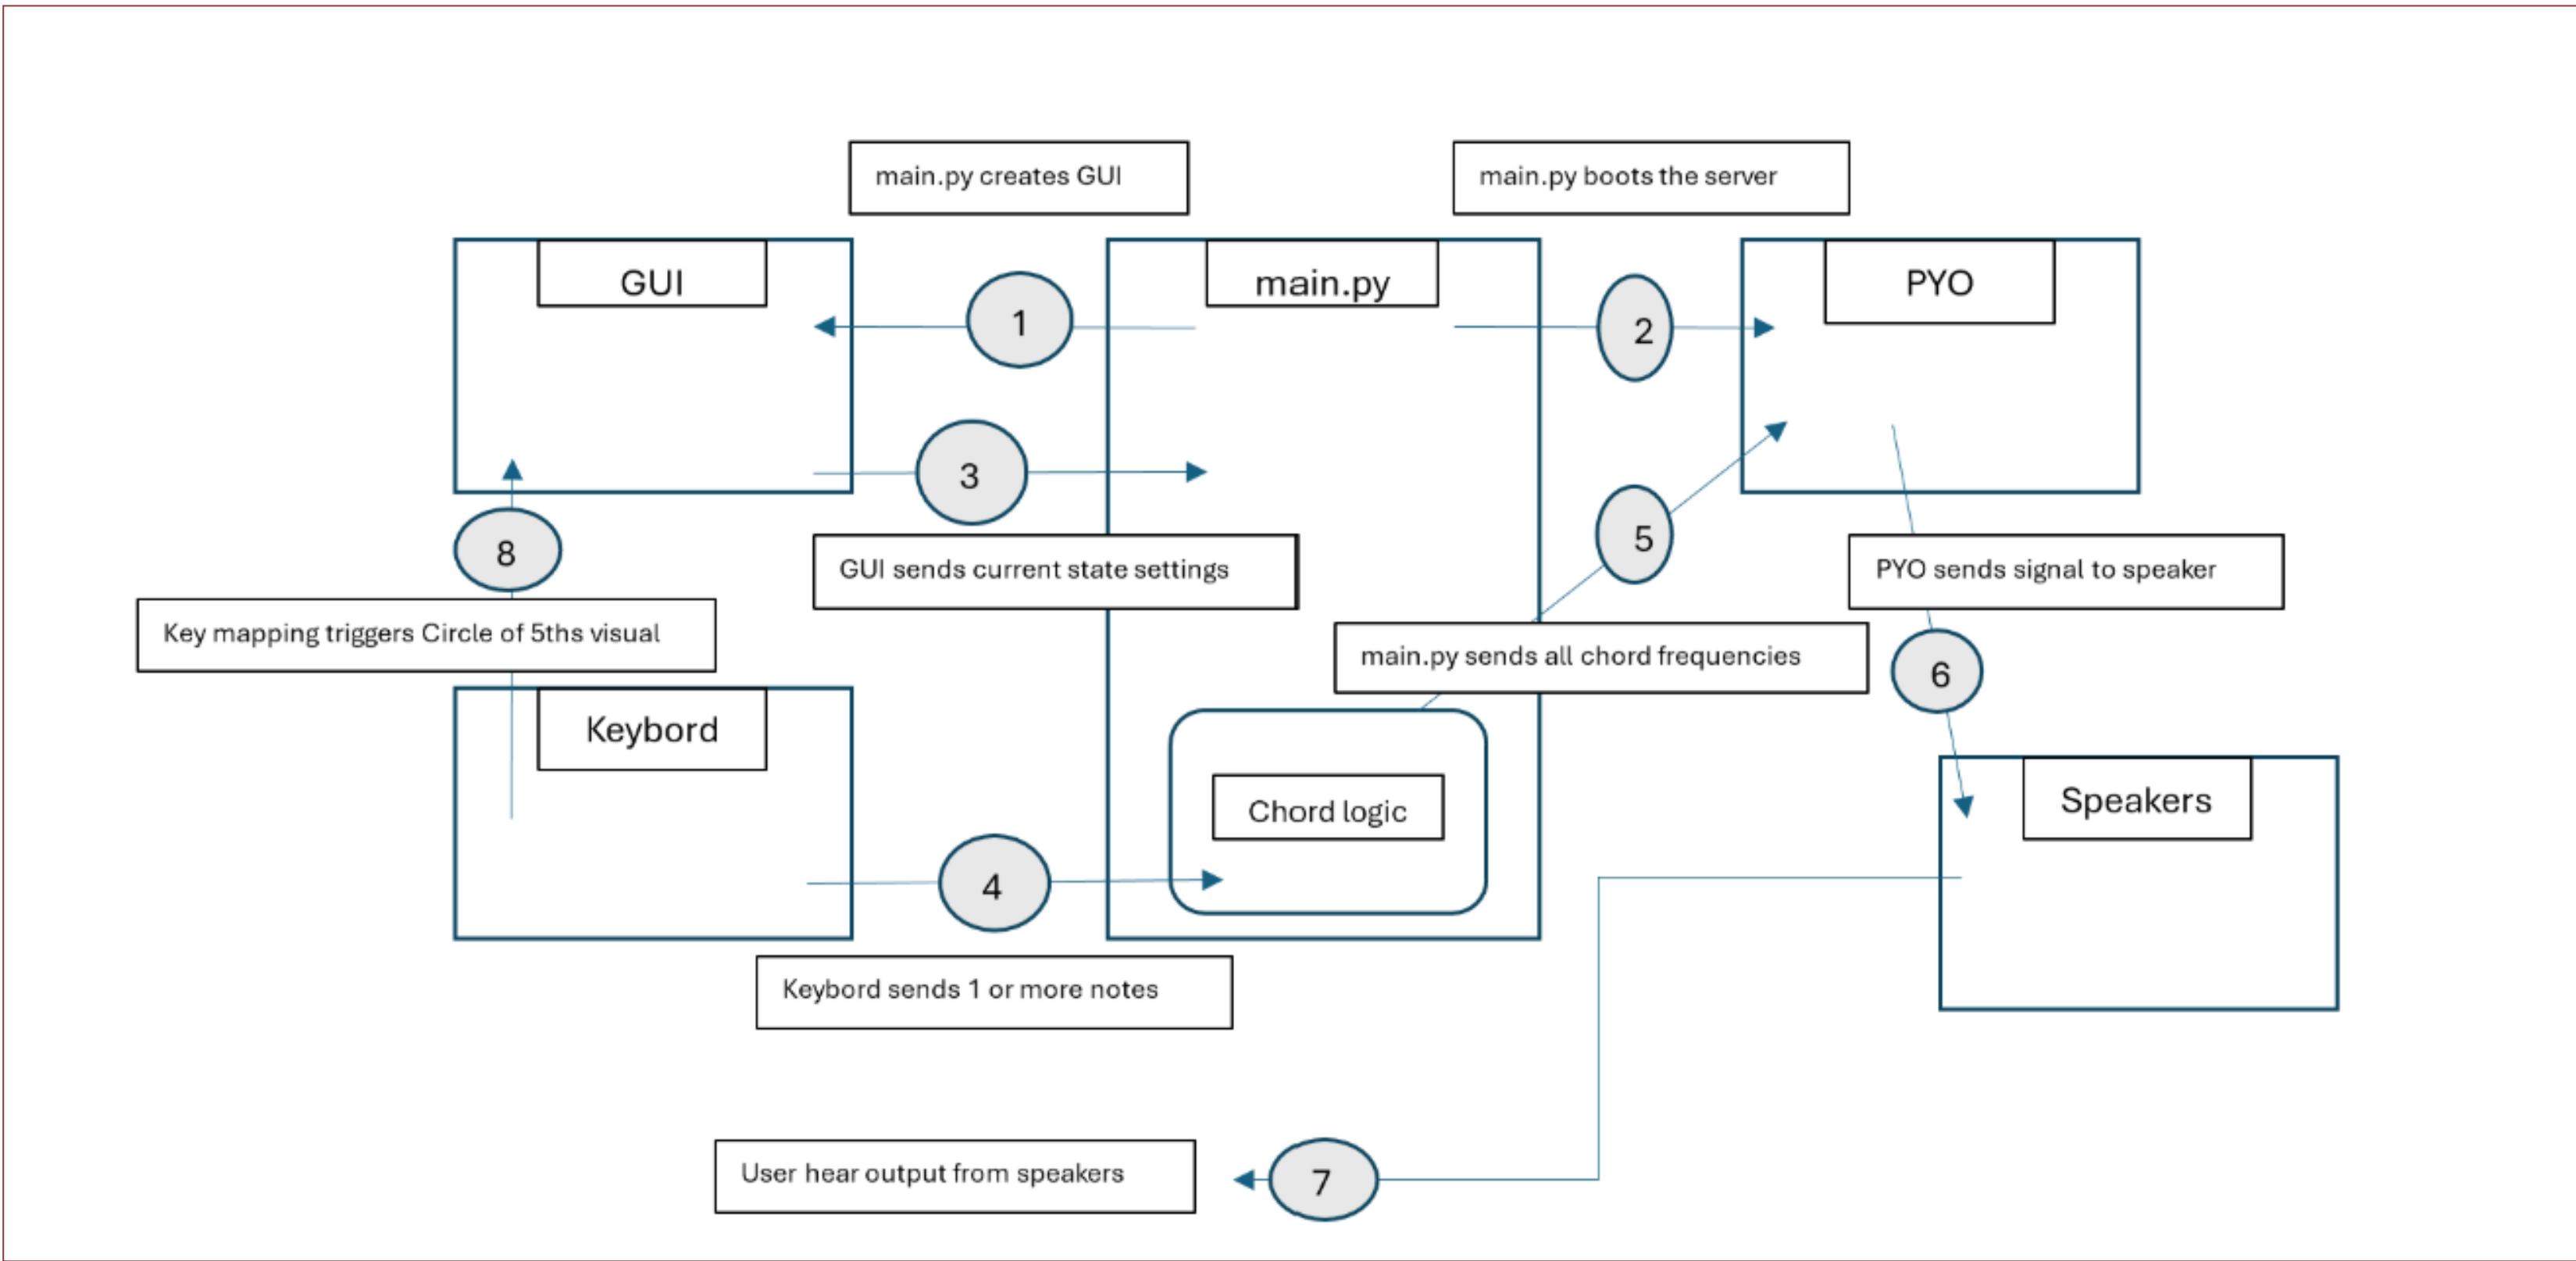 main.py creates GUI
main.py boots the server
GUI
main.py
PYO
1
2
3
5
8
GUI sends current state settings
PYO sends signal to speaker
Key mapping triggers Circle of 5ths visual
main.py sends all chord frequencies
6
Keybord
Chord logic
Speakers
4
Keybord sends 1 or more notes
User hear output from speakers
7